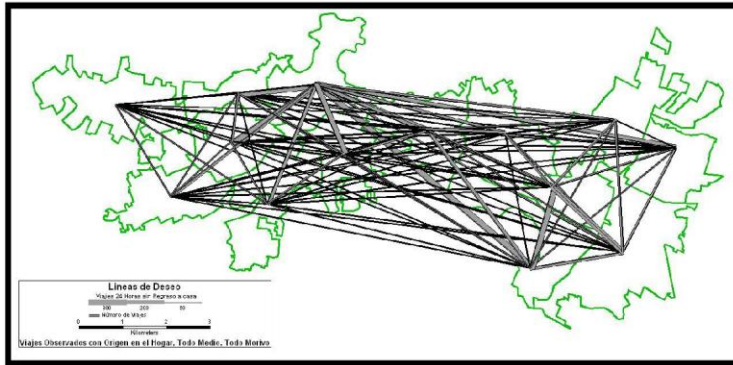 Lineas de Deseo
Viajes 24 Horas sin Regreso a casa
300 200 50
Número de Viajes
0 1 2 3
Kilometers
Viajes Observados con Origen en el Hogar, Todo Medio, Todo Motivo